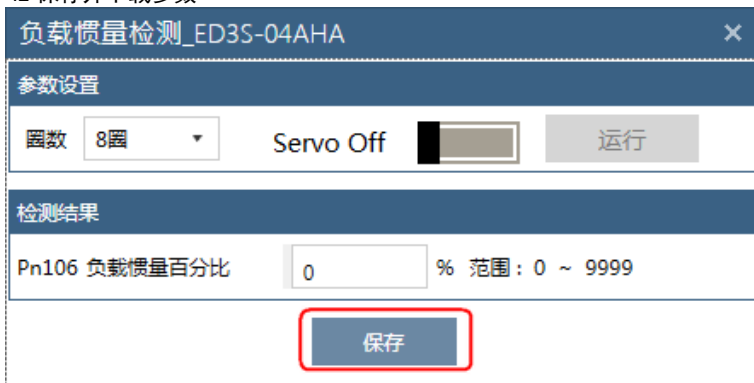 负载惯量检测_ED3S-04AHA ×
参数设置
圈数 8圈 Servo Off 运行
检测结果
Pn106 负载惯量百分比 0 % 范围：0 ~ 9999
保存